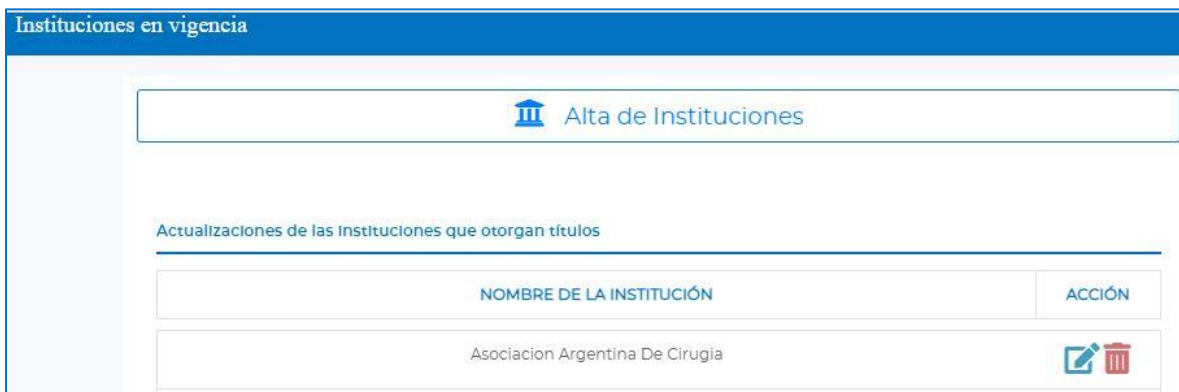 Instituciones en vigencia
Alta de Instituciones
Actualizaciones de las instituciones que otorgan títulos
NOMBRE DE LA INSTITUCIÓN ACCIÓN
Asociacion Argentina De Cirugia